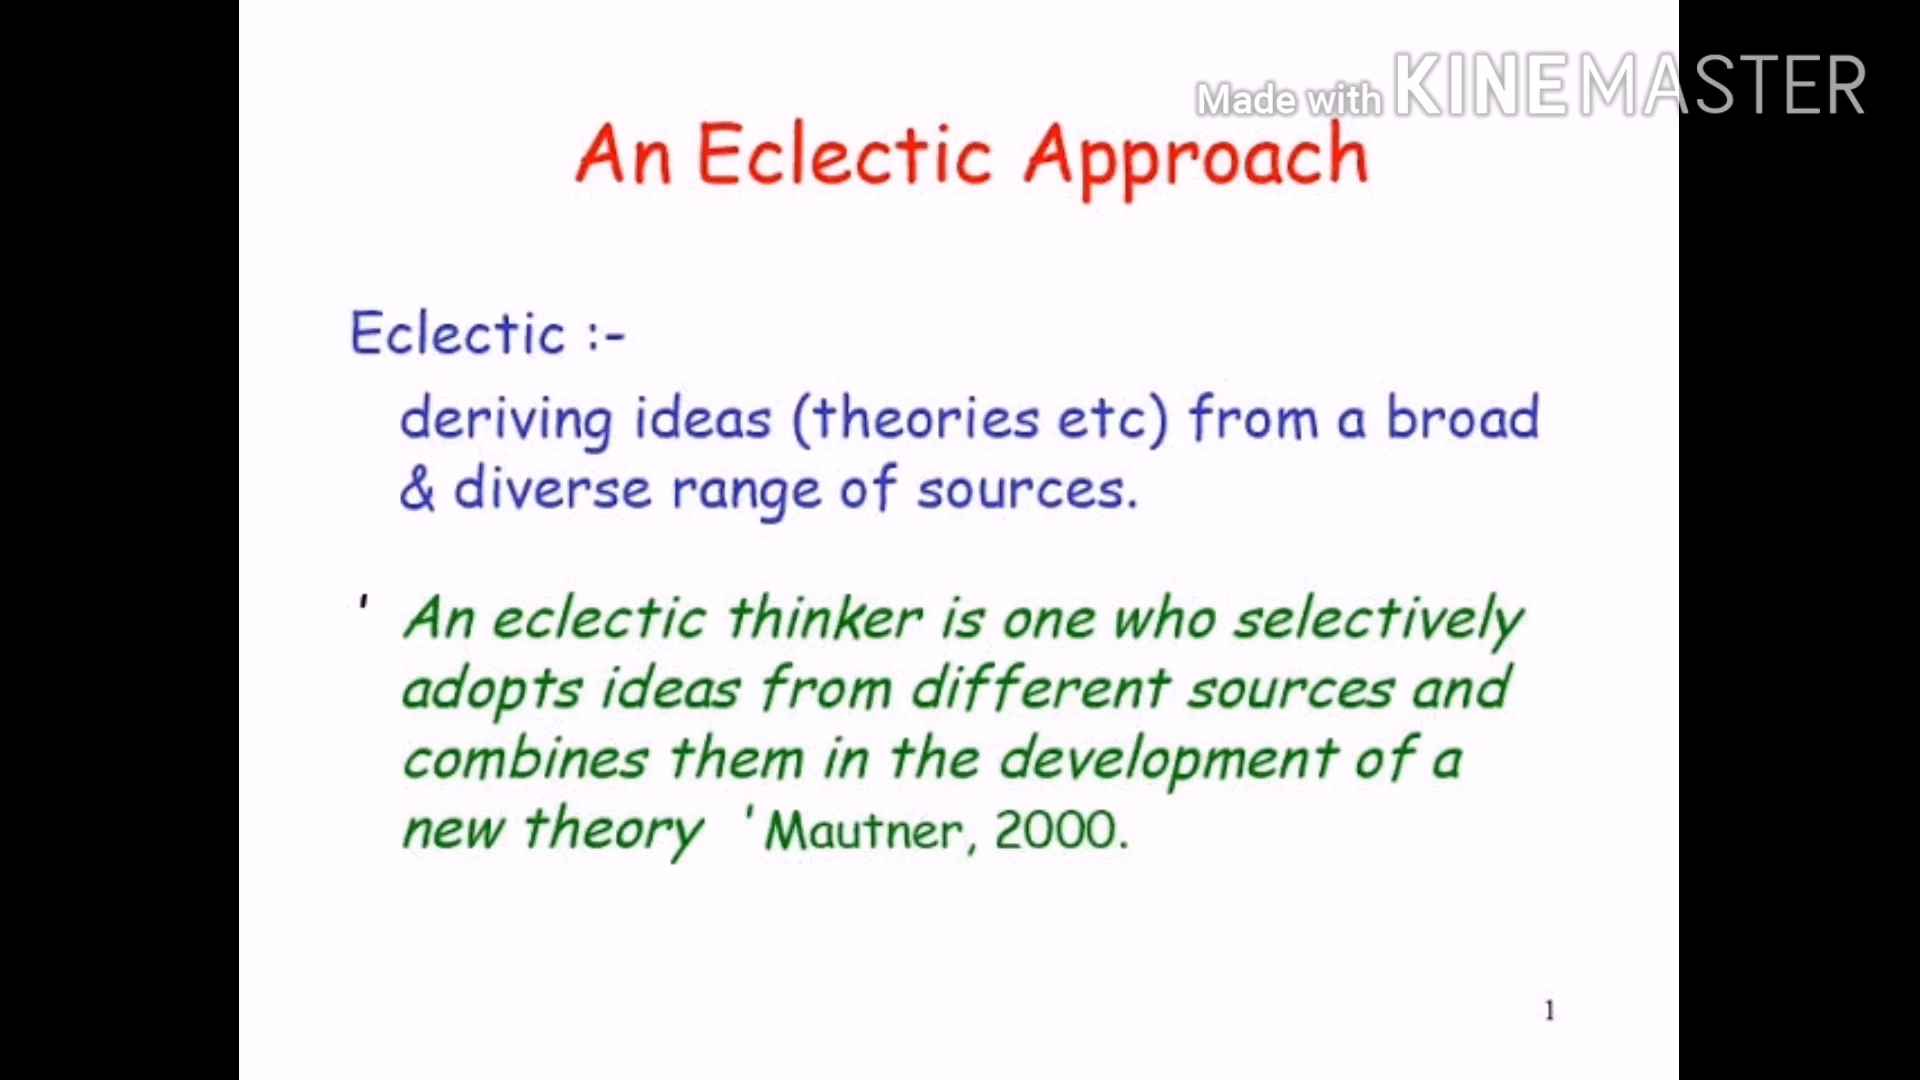 Made with KINEMASTER
An Eclectic Approach
Eclectic :-
deriving ideas (theories etc) from a broad
& diverse range of sources.
' An eclectic thinker is one who selectively
adopts ideas from different sources and
combines them in the development of a
new theory ' Mautner, 2000.
1